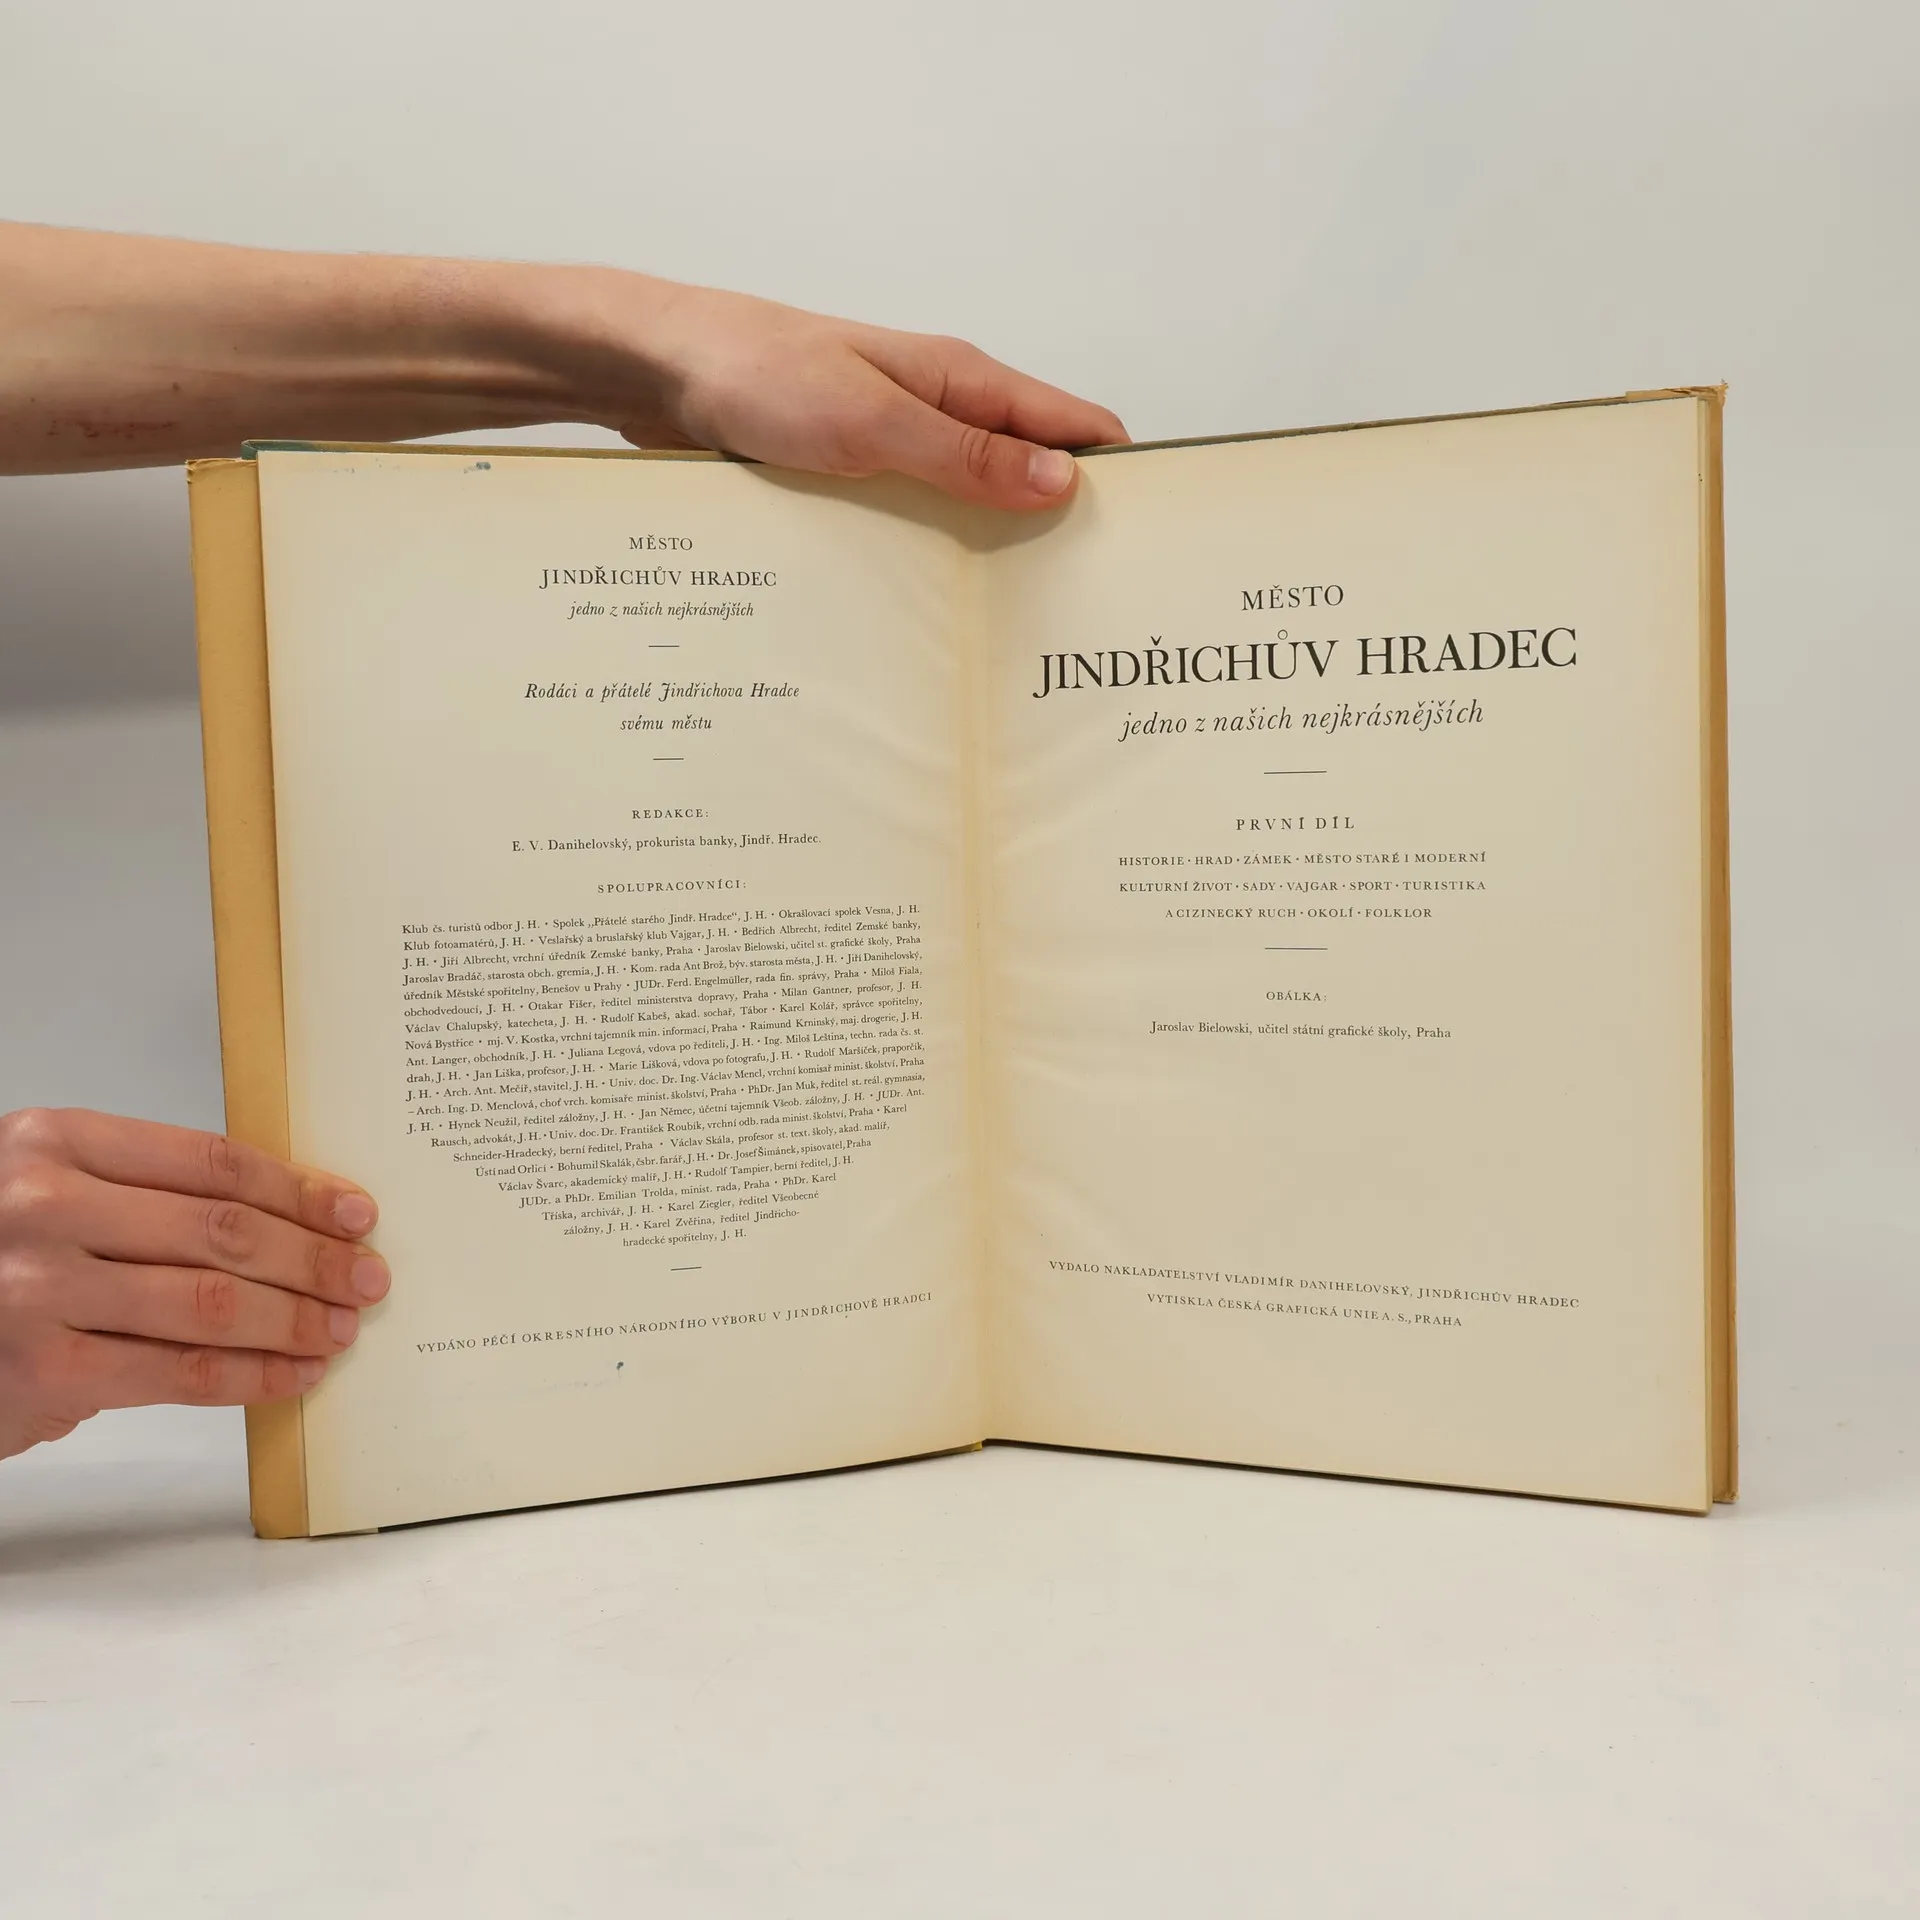 MĚSTO
JINDŘICHŮV HRADEC
jedno z našich nejkrásnějších
Rodáci a přátelé Jindřichova Hradce
svému městu
REDAKCE:
E. V. Danihelovský, prokurista banky, Jindř. Hradec.
SPOLUPRACOVNÍCI:
Klub čs. turistů odbor J. H. • Spolek „Přátelé starého Jindř. Hradce“, J. H. • Okrašlovací spolek Vesna, J. H.
Klub fotoamatérů, J. H. • Veslařský a bruslařský klub Vajgar, J. H. • Bedřich Albrecht, ředitel Zemské banky,
J. H. • Jiří Albrecht, vrchní úředník Zemské banky, Praha • Jaroslav Bielowski, učitel st. grafické školy, Praha
Jaroslav Bradáč, starosta obch. gremia, J. H. • Kom. rada Ant Brož, býv. starosta města, J. H. • Jiří Danihelovský,
úředník Městské spořitelny, Benešov u Prahy • JUDr. Ferd. Engelmüller, rada fin. správy, Praha • Miloš Fiala,
obchodvedoucí, J. H. • Otakar Fišer, ředitel ministerstva dopravy, Praha • Milan Gantner, profesor, J. H.
Václav Chalupský, katecheta, J. H. • Rudolf Kabeš, akad. sochař, Tábor • Karel Kolář, správce spořitelny,
Nová Bystřice • mj. V. Kostka, vrchní tajemník min. informací, Praha • Raimund Krninský, maj. drogerie, J. H.
Ant. Langer, obchodník, J. H. • Juliana Legová, vdova po řediteli, J. H. • Ing. Miloš Leština, techn. rada čs. st.
drah, J. H. • Jan Liška, profesor, J. H. • Marie Lišková, vdova po fotografu, J. H. • Rudolf Maršíček, praporčík,
J. H. • Arch. Ant. Mečíř, stavitel, J. H. • Univ. doc. Dr. Ing. Václav Mencl, vrchní komisař minist. školství, Praha
– Arch. Ing. D. Menclová, choť vrch. komisaře minist. školství, Praha • PhDr. Jan Muk, ředitel st. reál. gymnasia,
J. H. • Hynek Neužil, ředitel záložny, J. H. • Jan Němec, účetní tajemník Všeob. záložny, J. H. • JUDr. Ant.
Rausch, advokát, J. H. • Univ. doc. Dr. František Roubík, vrchní odb. rada minist. školství, Praha • Karel
Schneider-Hradecký, berní ředitel, Praha • Václav Skála, profesor st. text. školy, akad. malíř,
Ústí nad Orlicí • Bohumil Skalák, čsbr. farář, J. H. • Dr. Josef Šimánek, spisovatel, Praha
Václav Švarc, akademický malíř, J. H. • Rudolf Tampier, berní ředitel, J. H.
JUDr. a PhDr. Emilian Trolda, minist. rada, Praha • PhDr. Karel
Tříska, archivář, J. H. • Karel Ziegler, ředitel Všeobecné
záložny, J. H. • Karel Zvěřina, ředitel Jindřicho-
hradecké spořitelny, J. H.
VYDÁNO PÉČÍ OKRESNÍHO NÁRODNÍHO VÝBORU V JINDŘICHOVĚ HRADCI
MĚSTO
JINDŘICHŮV HRADEC
jedno z našich nejkrásnějších
PRVNÍ DÍL
HISTORIE • HRAD • ZÁMEK • MĚSTO STARÉ I MODERNÍ
KULTURNÍ ŽIVOT • SADY • VAJGAR • SPORT • TURISTIKA
A CIZINECKÝ RUCH • OKOLÍ • FOLKLOR
OBÁLKA:
Jaroslav Bielowski, učitel státní grafické školy, Praha
VYDALO NAKLADATELSTVÍ VLADIMÍR DANIHELOVSKÝ, JINDŘICHŮV HRADEC
VYTISKLA ČESKÁ GRAFICKÁ UNIE A. S., PRAHA